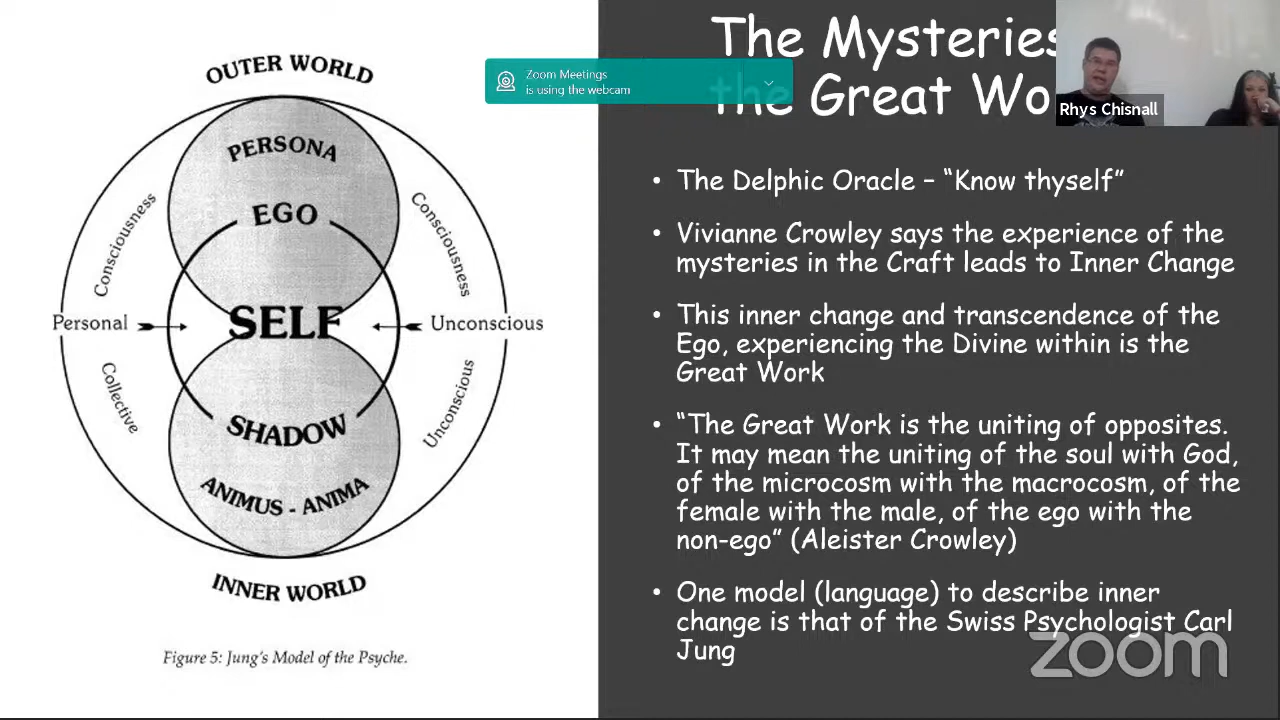 OUTER WORLD
PERSONA
EGO
Consciousness
Consciousness
SELF
Personal
Unconscious
Collective
Unconscious
SHADOW
ANIMUS - ANIMA
INNER WORLD
Figure 5: Jung's Model of the Psyche.
Zoom Meetings
is using the webcam
The Mysteries
the Great Wo
Rhys Chisnall
• The Delphic Oracle – “Know thyself”
• Vivianne Crowley says the experience of the
mysteries in the Craft leads to Inner Change
• This inner change and transcendence of the
Ego, experiencing the Divine within is the
Great Work
• “The Great Work is the uniting of opposites.
It may mean the uniting of the soul with God,
of the microcosm with the macrocosm, of the
female with the male, of the ego with the
non-ego” (Aleister Crowley)
• One model (language) to describe inner
change is that of the Swiss Psychologist Carl
Jung
zoom